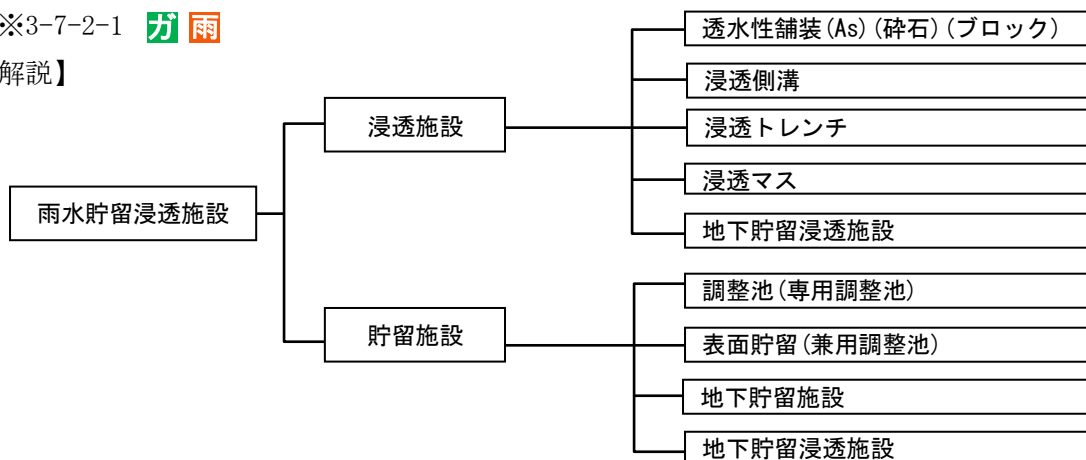 ※3-7-2-1 ガ 雨
解説】
雨水貯留浸透施設
浸透施設
透水性舗装(As)(砕石)(ブロック)
浸透側溝
浸透トレンチ
浸透マス
地下貯留浸透施設
貯留施設
調整池(専用調整池)
表面貯留(兼用調整池)
地下貯留施設
地下貯留浸透施設